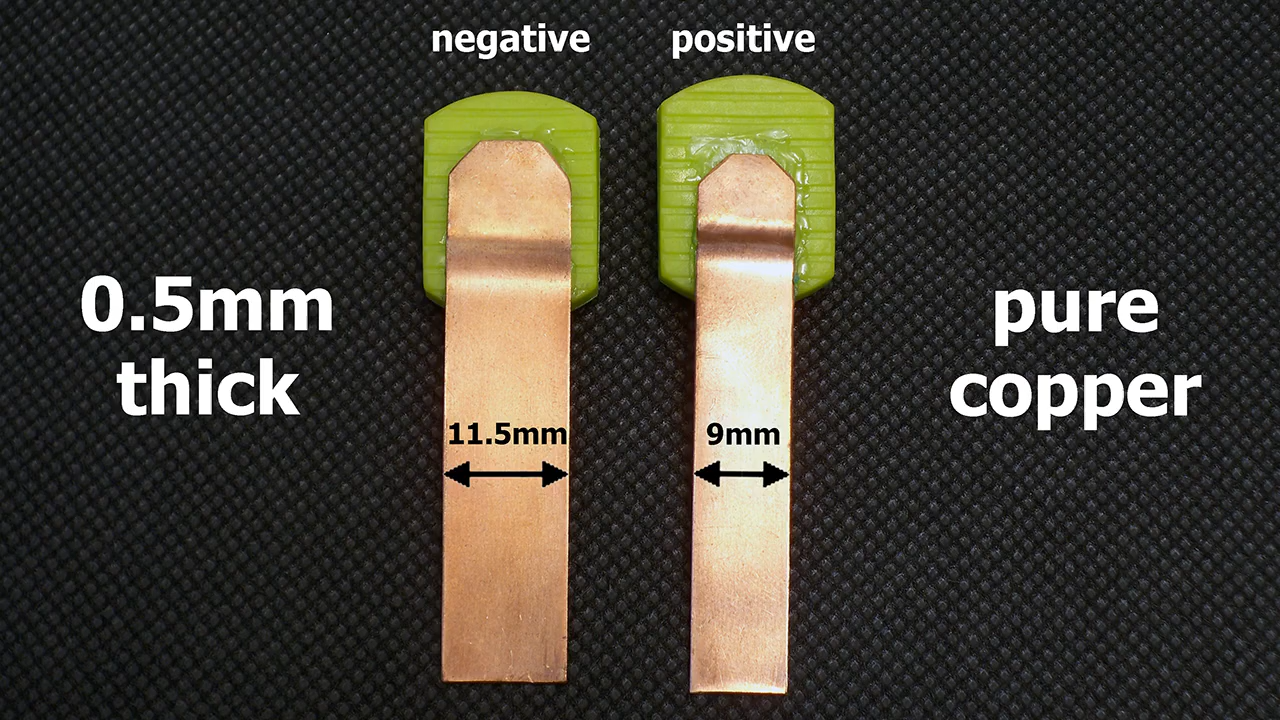 negative
positive
0.5mm
thick
pure
copper
11.5mm
9mm